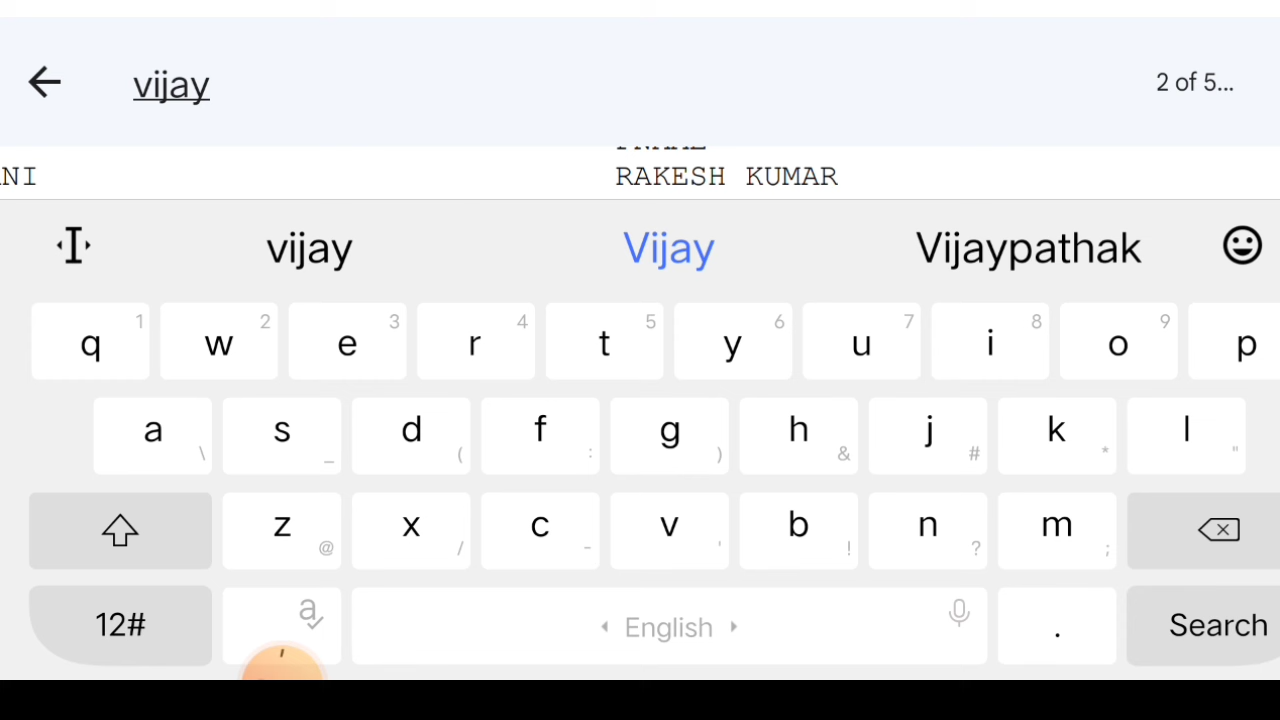 vijay 2 of 5...
NI RAKESH KUMAR
vijay Vijay Vijaypathak
q 1 w 2 e 3 r 4 t 5 y 6 u 7 i 8 o 9 p
a \ s _ d ( f : g ) h & j # k * l "
z @ x / c - v ' b ! n ? m ;
12# a , English . Search